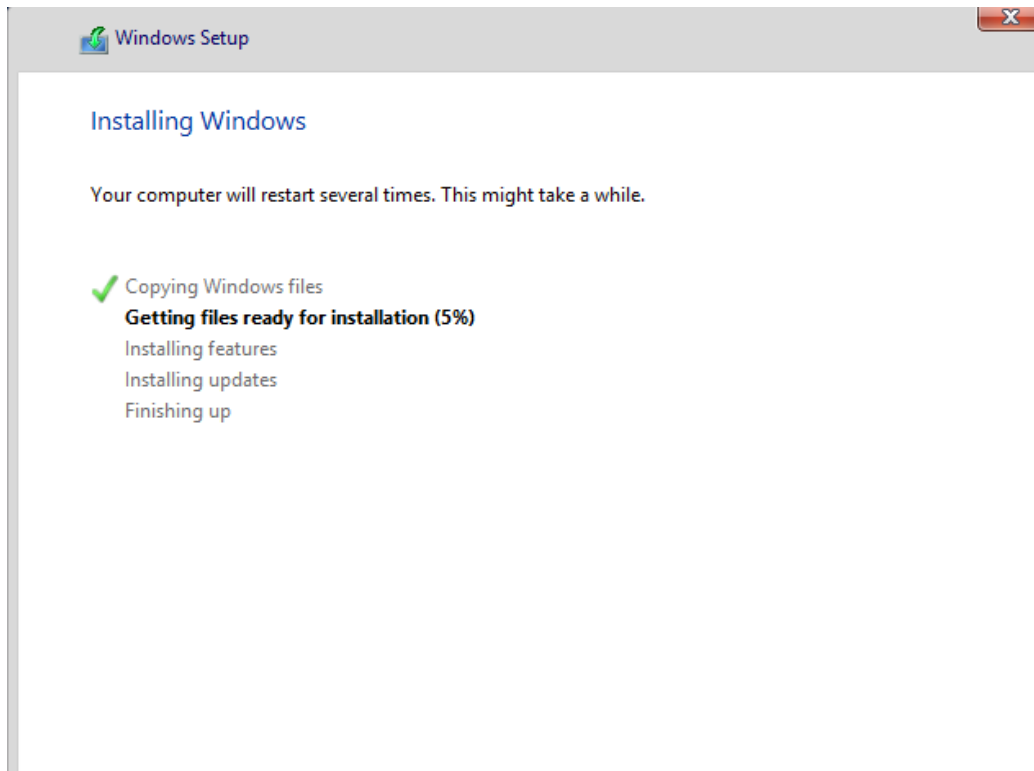 Windows Setup
Installing Windows
Your computer will restart several times. This might take a while.
Copying Windows files
Getting files ready for installation (5%)
Installing features
Installing updates
Finishing up